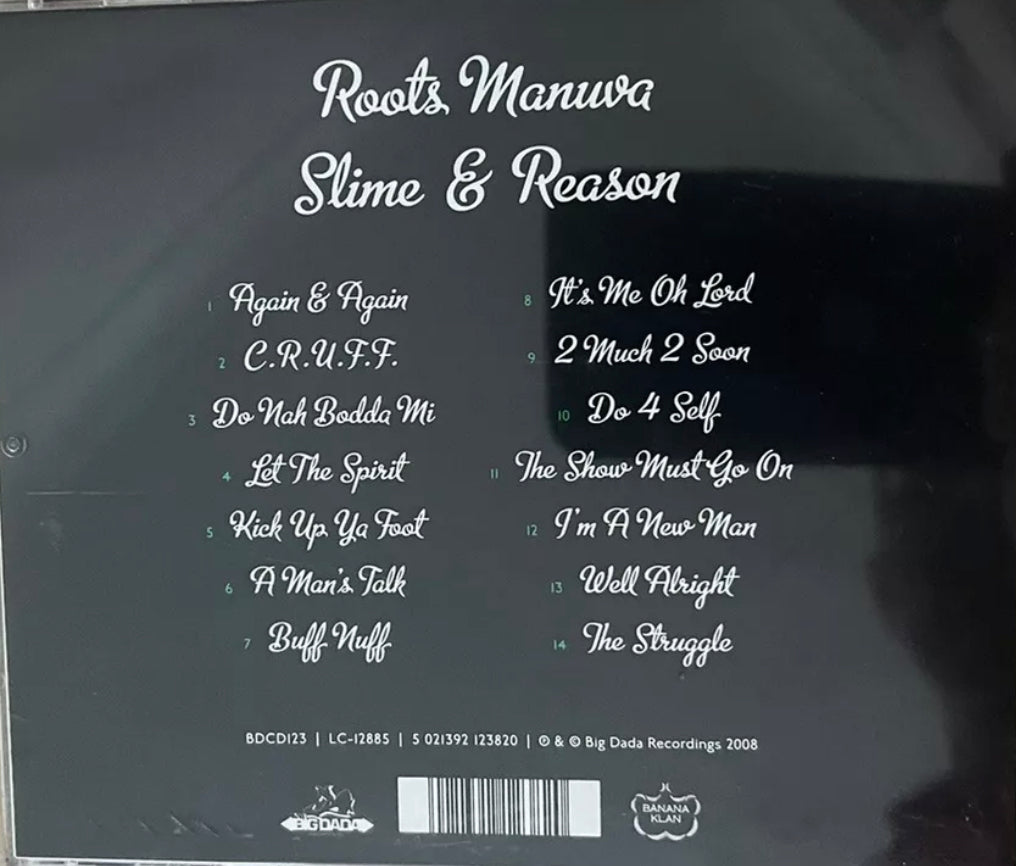 Roots Manuva
Slime & Reason
1 Again & Again
2 C.R.U.F.F.
3 Do Nah Bodda Mi
4 Let The Spirit
5 Kick Up Ya Foot
6 A Man's Talk
7 Buff Nuff
8 It's Me Oh Lord
9 2 Much 2 Soon
10 Do 4 Self
11 The Show Must Go On
12 I'm A New Man
13 Well Alright
14 The Struggle
BDCD123 | LC-12885 | 5 021392 123820 | ℗ & © Big Dada Recordings 2008
BIG DADA
BANANA
KLAN